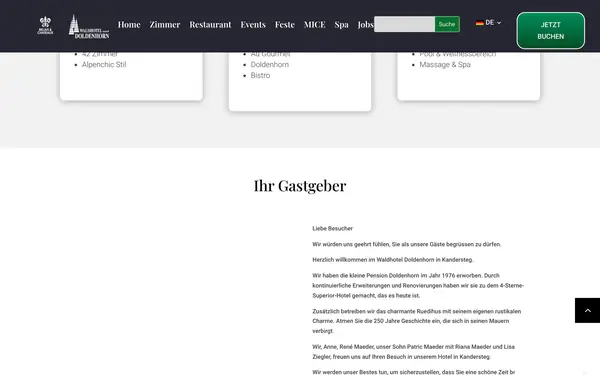 RELAIS & CHATEAUX
WALDHOTEL
DOLDENHORN
Home Zimmer Restaurant Events Feste MICE Spa Jobs
Suche
DE
JETZT
BUCHEN
42 Zimmer
Alpenchic Stil
Au Gourmet
Doldenhorn
Bistro
Pool & Wellnessbereich
Massage & Spa
Ihr Gastgeber
Liebe Besucher
Wir würden uns geehrt fühlen, Sie als unsere Gäste begrüssen zu dürfen.
Herzlich willkommen im Waldhotel Doldenhorn in Kandersteg.
Wir haben die kleine Pension Doldenhorn im Jahr 1976 erworben. Durch
kontinuierliche Erweiterungen und Renovierungen haben wir sie zu dem 4-Sterne-
Superior-Hotel gemacht, das es heute ist.
Zusätzlich betreiben wir das charmante Ruedihus mit seinem eigenen rustikalen
Charme. Atmen Sie die 250 Jahre Geschichte ein, die sich in seinen Mauern
verbirgt.
Wir, Anne, René Maeder, unser Sohn Patric Maeder mit Riana Maeder und Lisa
Ziegler, freuen uns auf Ihren Besuch in unserem Hotel in Kandersteg.
Wir werden unser Bestes tun, um sicherzustellen, dass Sie eine schöne Zeit b